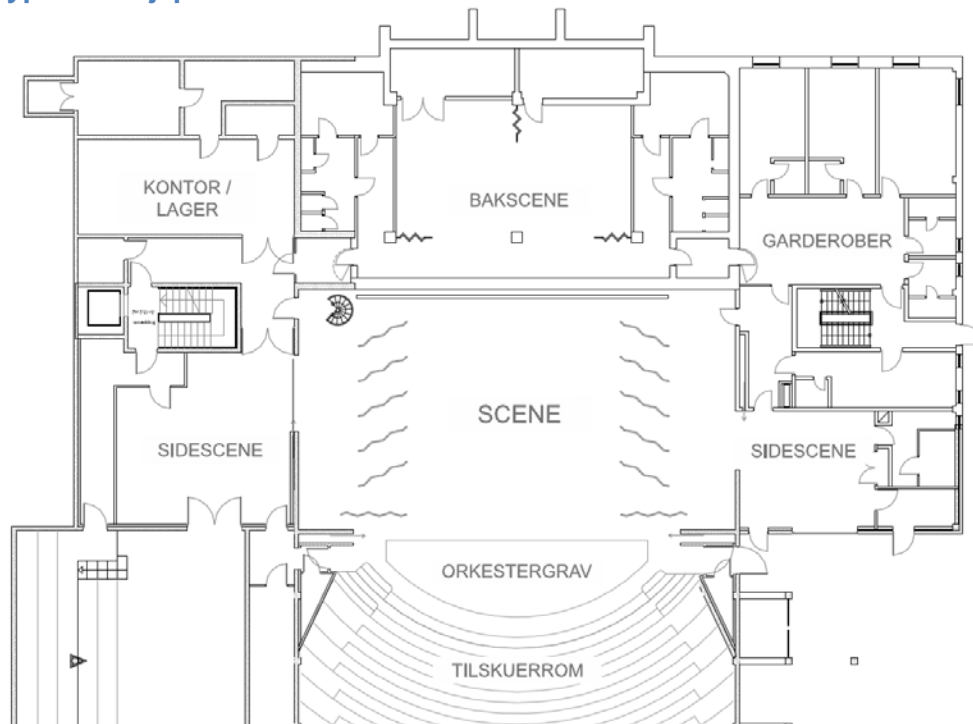 KONTOR /
LAGER
BAKSCENE
GARDEROBER
SCENE
SIDESCENE
SIDESCENE
ORKESTERGRAV
TILSKUERROM